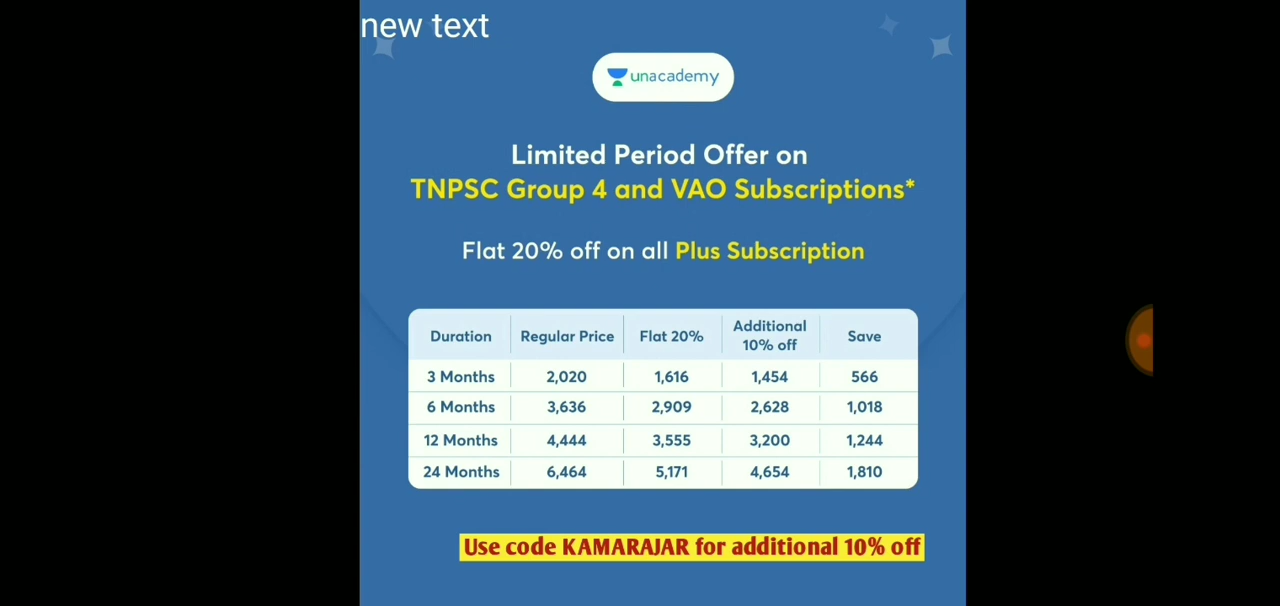 new text
unacademy
Limited Period Offer on
TNPSC Group 4 and VAO Subscriptions*
Flat 20% off on all Plus Subscription
Duration Regular Price Flat 20% Additional 10% off Save
3 Months 2,020 1,616 1,454 566
6 Months 3,636 2,909 2,628 1,018
12 Months 4,444 3,555 3,200 1,244
24 Months 6,464 5,171 4,654 1,810
Use code KAMARAJAR for additional 10% off